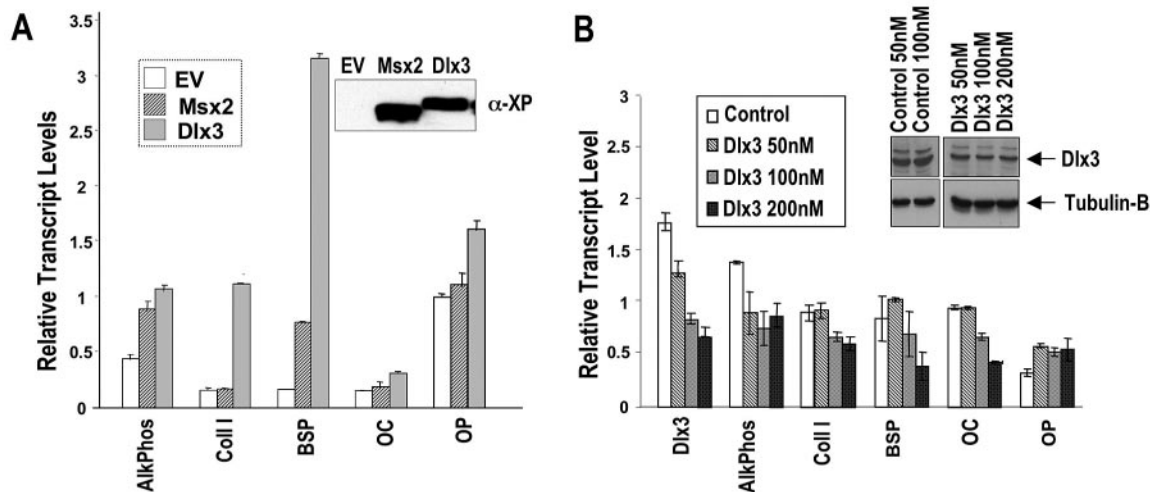 A
3.5
3
2.5
2
1.5
1
0.5
0
Relative Transcript Levels
EV
Msx2
Dlx3
EV Msx2 Dlx3
α-XP
AlkPhos
Coll I
BSP
OC
OP
B
3
2.5
2
1.5
1
0.5
0
Relative Transcript Level
Control
Dlx3 50nM
Dlx3 100nM
Dlx3 200nM
Control 50nM
Control 100nM
Dlx3 50nM
Dlx3 100nM
Dlx3 200nM
Dlx3
Tubulin-B
Dlx3
AlkPhos
Coll I
BSP
OC
OP